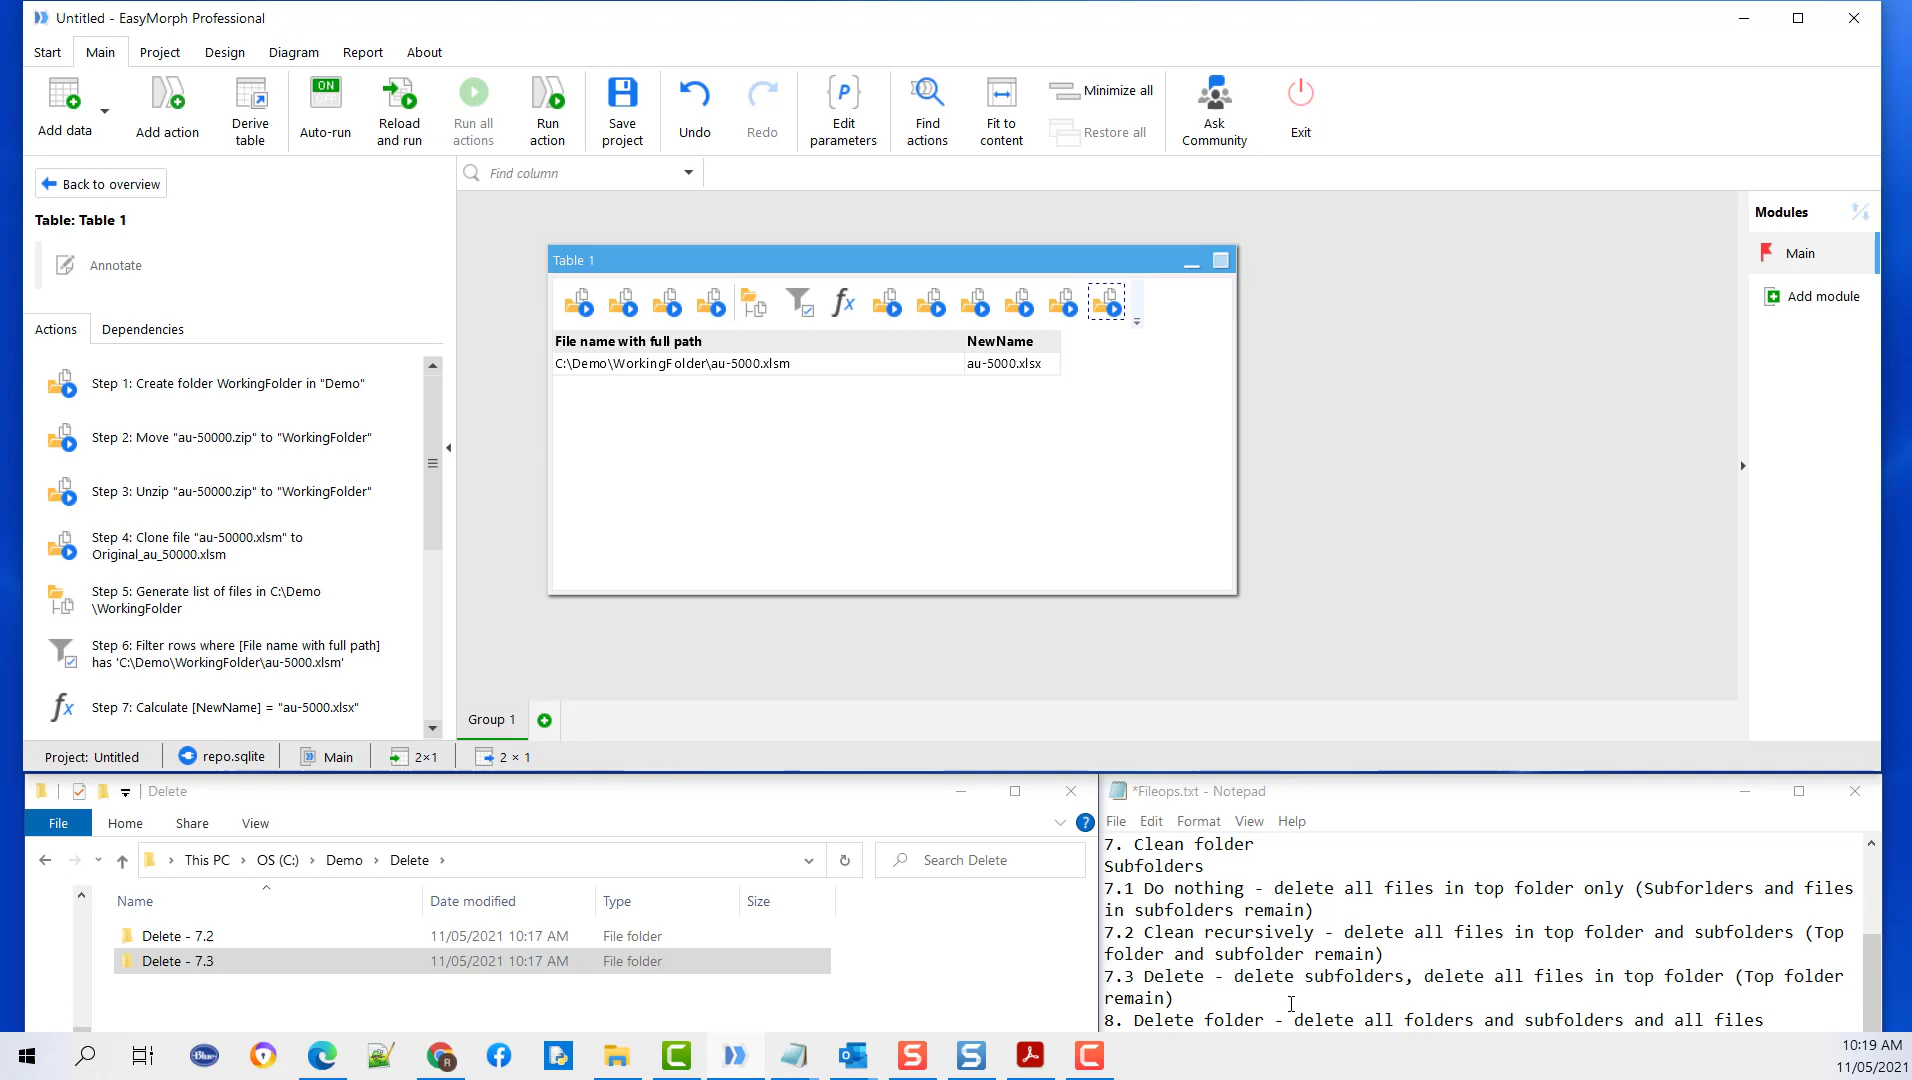 Untitled - EasyMorph Professional
Start Main Project Design Diagram Report About
Add data
Add action
Derive table
ON
OFF
Auto-run
Reload and run
Run all actions
Run action
Save project
Undo
Redo
P
Edit parameters
Find actions
Fit to content
Minimize all
Restore all
Ask Community
Exit
Back to overview
Find column
Table: Table 1
Annotate
Actions Dependencies
Step 1: Create folder WorkingFolder in "Demo"
Step 2: Move "au-50000.zip" to "WorkingFolder"
Step 3: Unzip "au-50000.zip" to "WorkingFolder"
Step 4: Clone file "au-50000.xlsm" to
Original_au_50000.xlsm
Step 5: Generate list of files in C:\Demo
\WorkingFolder
Step 6: Filter rows where [File name with full path]
has 'C:\Demo\WorkingFolder\au-5000.xlsm'
fx
Step 7: Calculate [NewName] = "au-5000.xlsx"
Table 1
fx
File name with full path NewName
C:\Demo\WorkingFolder\au-5000.xlsm au-5000.xlsx
Modules
Main
Add module
Group 1
Project: Untitled repo.sqlite Main 2×1 2 × 1
Delete
File Home Share View
This PC OS (C:) Demo Delete
Search Delete
Name Date modified Type Size
Delete - 7.2 11/05/2021 10:17 AM File folder
Delete - 7.3 11/05/2021 10:17 AM File folder
*Fileops.txt - Notepad
File Edit Format View Help
7. Clean folder
Subfolders
7.1 Do nothing - delete all files in top folder only (Subforlders and files
in subfolders remain)
7.2 Clean recursively - delete all files in top folder and subfolders (Top
folder and subfolder remain)
7.3 Delete - delete subfolders, delete all files in top folder (Top folder
remain)
8. Delete folder - delete all folders and subfolders and all files
10:19 AM
11/05/2021